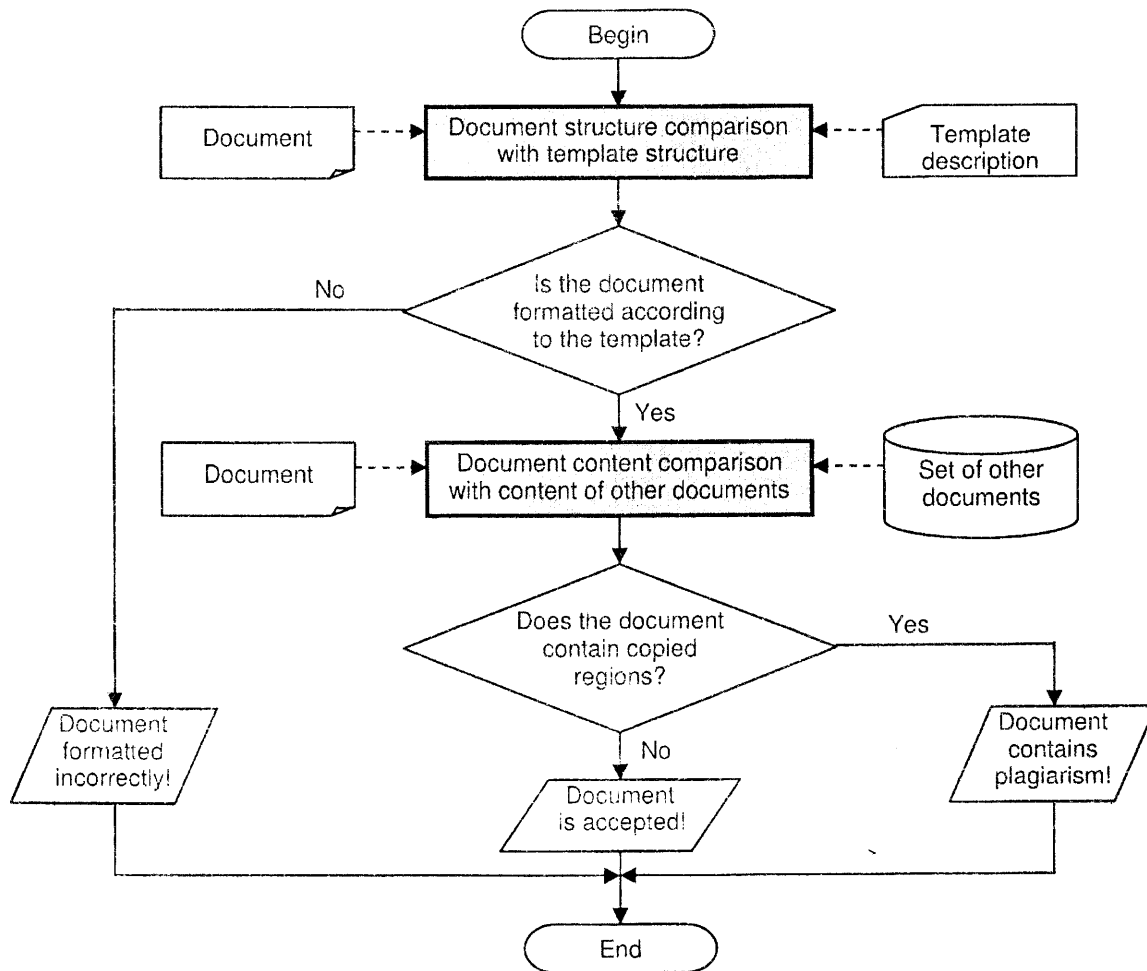 Begin
Document
Document structure comparison
with template structure
Template
description
Is the document
formatted according
to the template?
No
Yes
Document
Document content comparison
with content of other documents
Set of other
documents
Does the document
contain copied
regions?
Yes
No
Document
formatted
incorrectly!
Document
is accepted!
Document
contains
plagiarism!
End